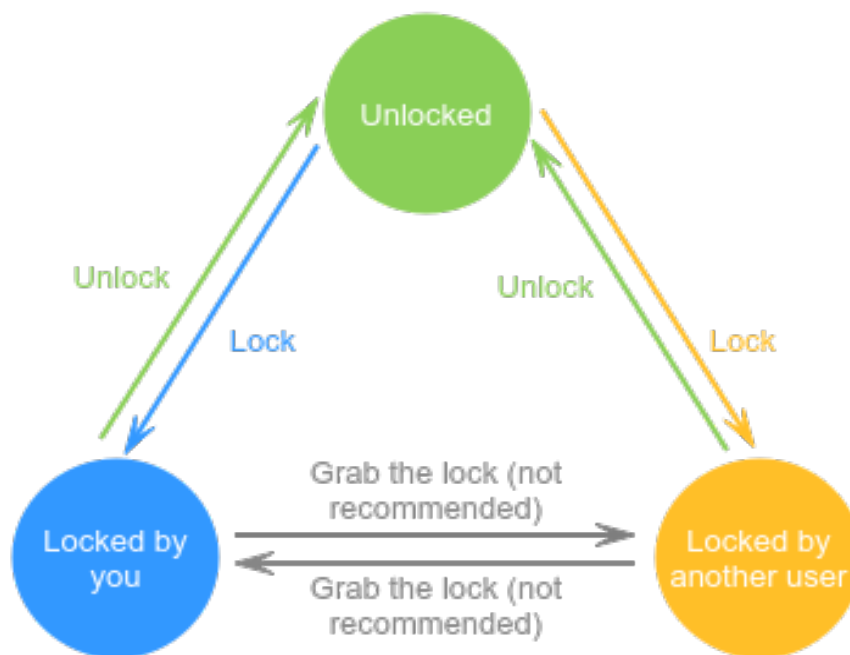 Unlocked
Unlock
Unlock
Lock
Lock
Grab the lock (not
recommended)
Locked by
you
Locked by
another user
Grab the lock (not
recommended)